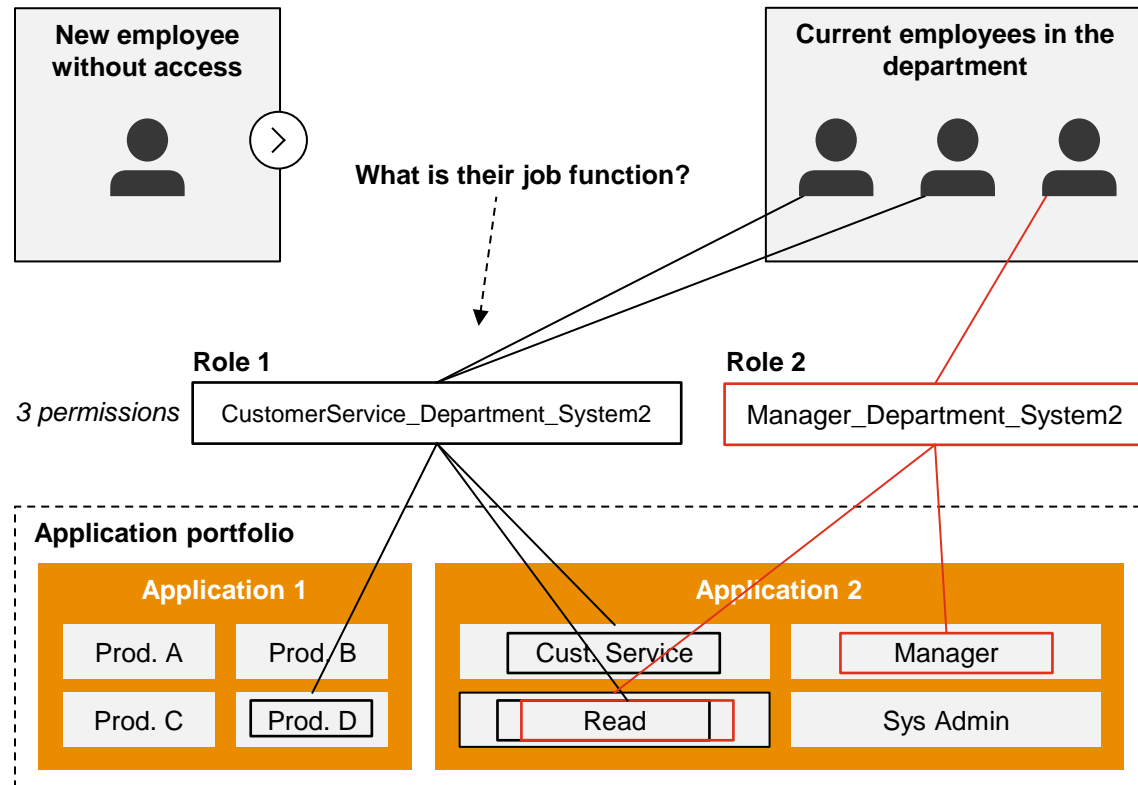 New employee
without access
Current employees in the
department
What is their job function?
Role 1
Role 2
3 permissions
CustomerService_Department_System2
Manager_Department_System2
Application portfolio
Application 1
Application 2
Prod. A
Prod. B
Cust. Service
Manager
Prod. C
Prod. D
Read
Sys Admin